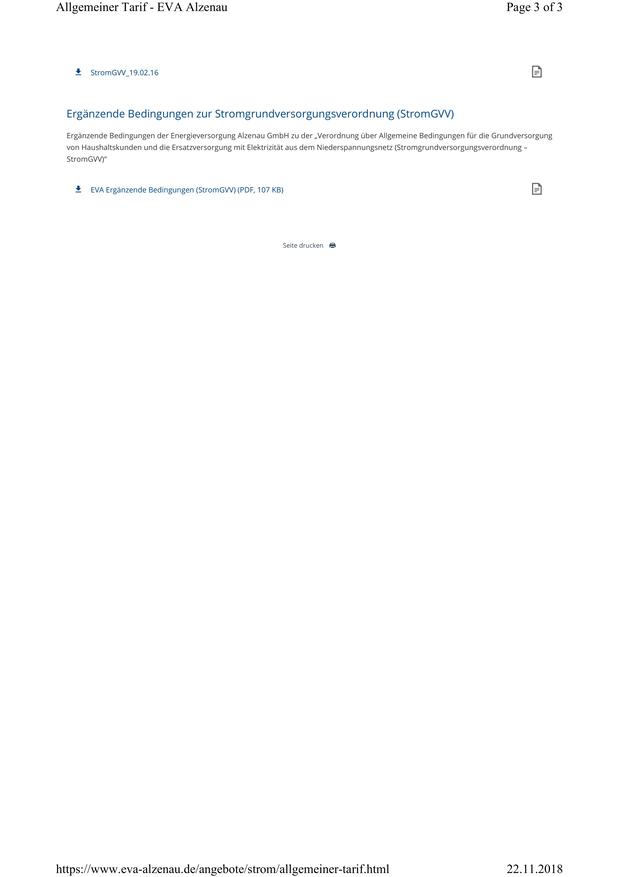 Allgemeiner Tarif - EVA Alzenau
Page 3 of 3
StromGVV_19.02.16
Ergänzende Bedingungen zur Stromgrundversorgungsverordnung (StromGVV)
Ergänzende Bedingungen der Energieversorgung Alzenau GmbH zu der „Verordnung über Allgemeine Bedingungen für die Grundversorgung
von Haushaltskunden und die Ersatzversorgung mit Elektrizität aus dem Niederspannungsnetz (Stromgrundversorgungsverordnung –
StromGVV)“
EVA Ergänzende Bedingungen (StromGVV) (PDF, 107 KB)
Seite drucken
https://www.eva-alzenau.de/angebote/strom/allgemeiner-tarif.html
22.11.2018